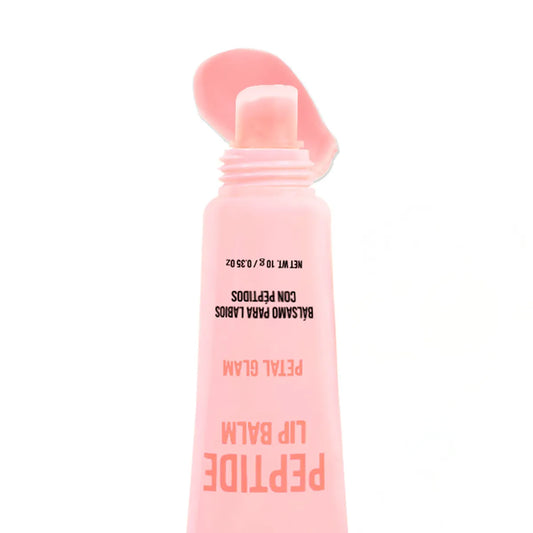 PEPTIDE
LIP BALM
PETAL GLAM
BÁLSAMO PARA LABIOS
CON PÉPTIDOS
NET WT. 10 g / 0.35 Oz